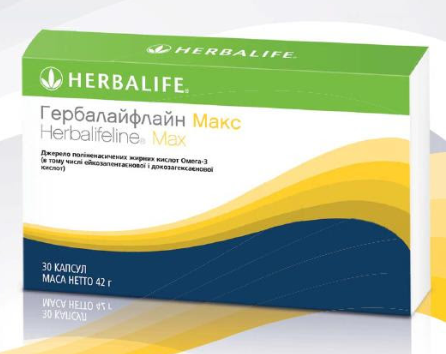 HERBALIFE
HERBALIFE®
Гербалайфлайн Макс
Herbalifeline® Max
Джерело поліненасичених жирних кислот Омега-3
(в тому числі ейкозапентаєнової і докозагексаєнової
кислот)
30 КАПСУЛ
МАСА НЕТТО 42 г